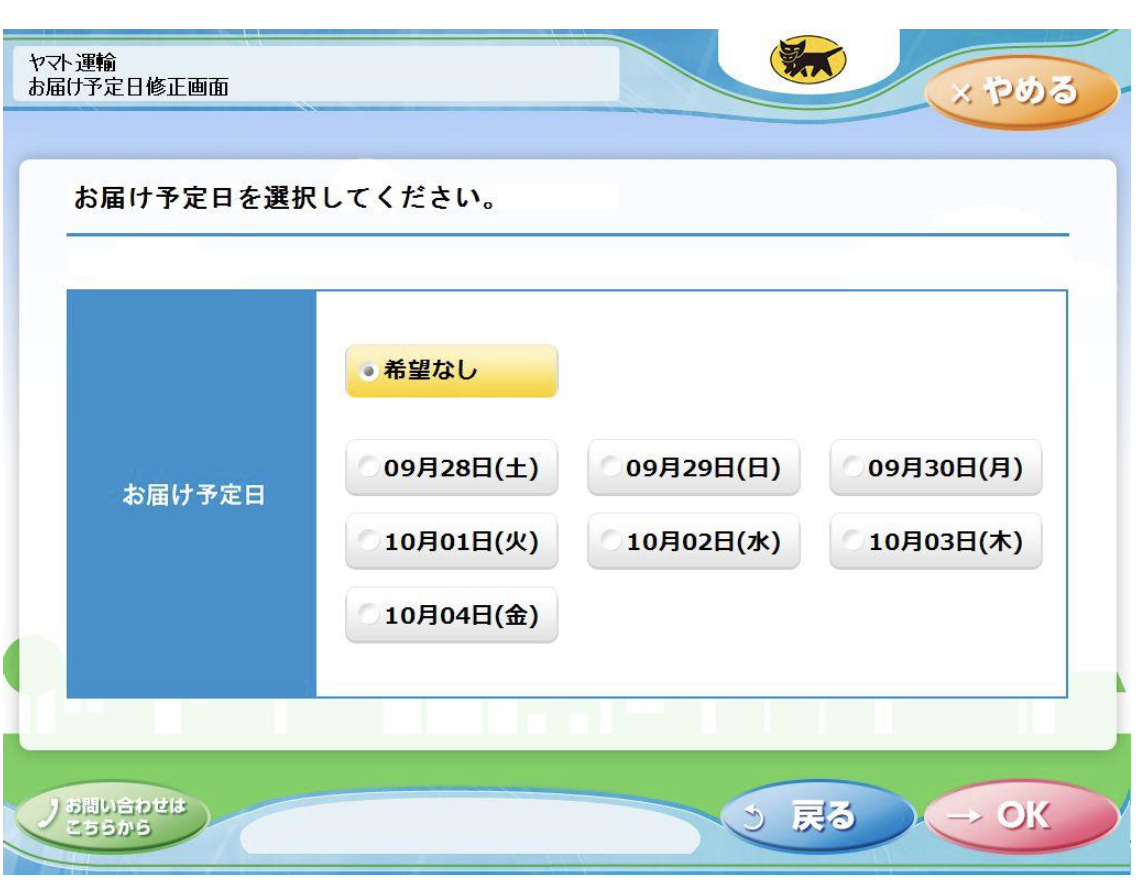 ヤマト運輸
お届け予定日修正画面
× やめる
お届け予定日を選択してください。
お届け予定日
希望なし
09月28日(土) 09月29日(日) 09月30日(月)
10月01日(火) 10月02日(水) 10月03日(木)
10月04日(金)
お問い合わせは
こちらから
戻る
→ OK